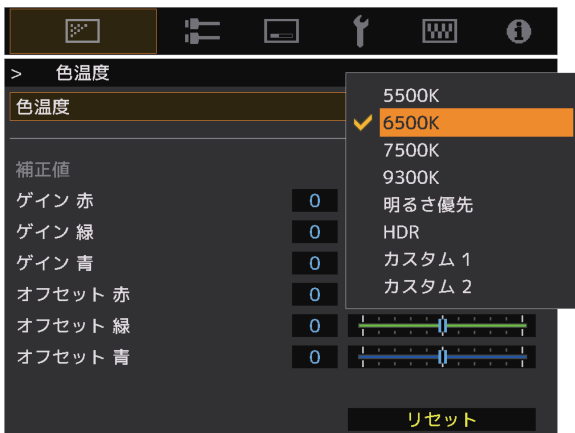 > 色温度
色温度
5500K
6500K
7500K
9300K
明るさ優先
HDR
カスタム 1
カスタム 2
補正値
ゲイン 赤 0
ゲイン 緑 0
ゲイン 青 0
オフセット 赤 0
オフセット 緑 0
オフセット 青 0
リセット